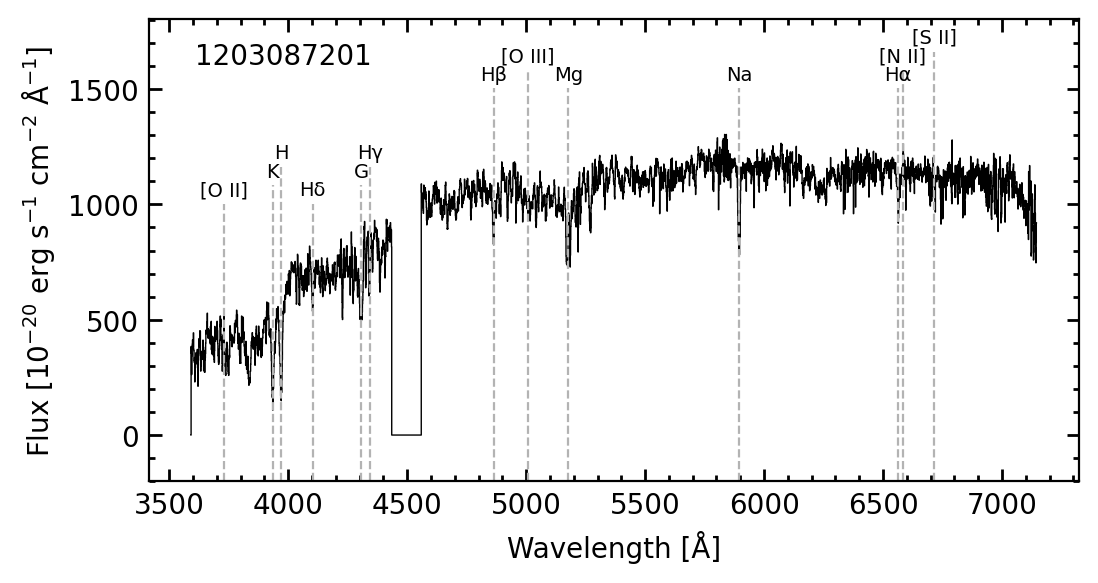 1203087201
[S II]
[O III]
[N II]
Hβ
Mg
Na
Hα
H
Hγ
K
G
[O II]
Hδ
1500
1000
500
0
Flux [10⁻²⁰ erg s⁻¹ cm⁻² Å⁻¹]
3500 4000 4500 5000 5500 6000 6500 7000
Wavelength [Å]